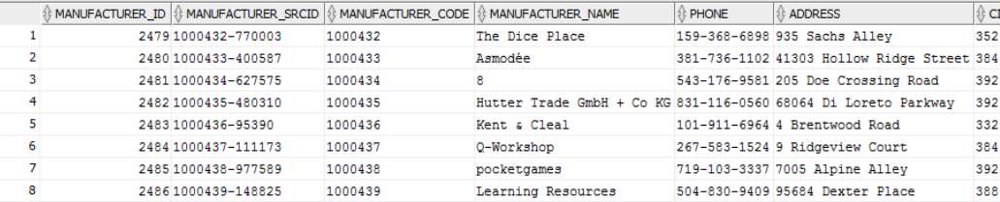 MANUFACTURER_ID MANUFACTURER_SRCID MANUFACTURER_CODE MANUFACTURER_NAME PHONE ADDRESS
1 2479 1000432-770003 1000432 The Dice Place 159-368-6898 935 Sachs Alley 352
2 2480 1000433-400587 1000433 Asmodée 381-736-1102 41303 Hollow Ridge Street 384
3 2481 1000434-627575 1000434 8 543-176-9581 205 Doe Crossing Road 392
4 2482 1000435-480310 1000435 Hutter Trade GmbH + Co KG 831-116-0560 68064 Di Loreto Parkway 392
5 2483 1000436-95390 1000436 Kent & Cleal 101-911-6964 4 Brentwood Road 332
6 2484 1000437-111173 1000437 Q-Workshop 267-583-1524 9 Ridgeview Court 384
7 2485 1000438-977589 1000438 pocketgames 719-103-3337 7005 Alpine Alley 392
8 2486 1000439-148825 1000439 Learning Resources 504-830-9409 95684 Dexter Place 388